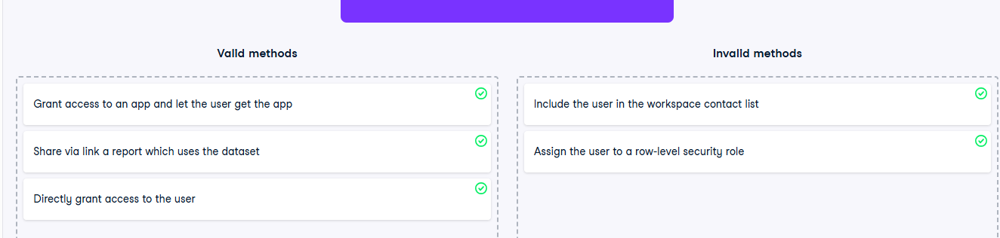 Valid methods
Invalid methods
Grant access to an app and let the user get the app
Include the user in the workspace contact list
Share via link a report which uses the dataset
Assign the user to a row-level security role
Directly grant access to the user